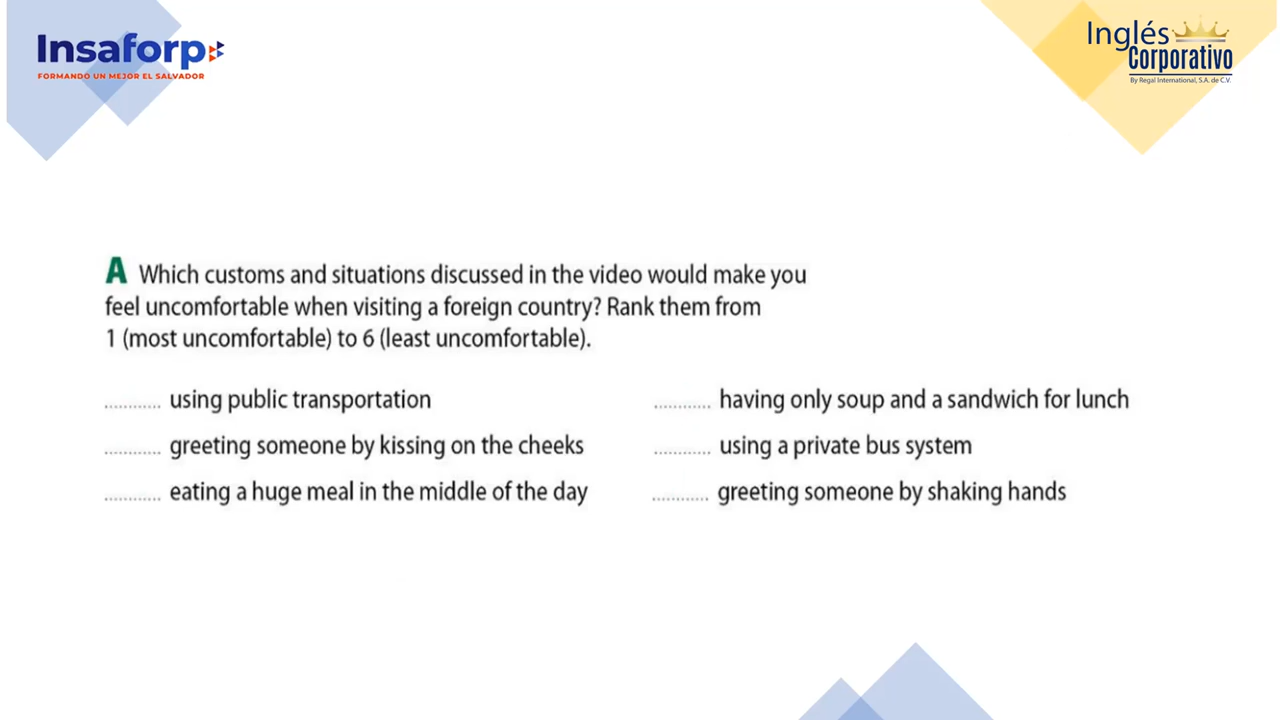 Insaforp
FORMANDO UN MEJOR EL SALVADOR
Inglés
Corporativo
By Regal International, S.A. de C.V.
A Which customs and situations discussed in the video would make you
feel uncomfortable when visiting a foreign country? Rank them from
1 (most uncomfortable) to 6 (least uncomfortable).
............ using public transportation
............ greeting someone by kissing on the cheeks
............ eating a huge meal in the middle of the day
............ having only soup and a sandwich for lunch
............ using a private bus system
............ greeting someone by shaking hands